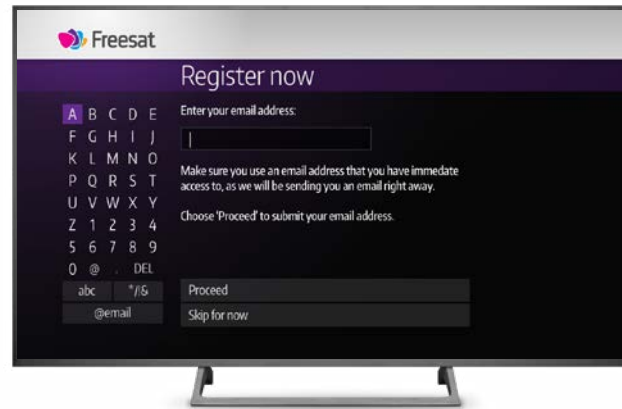 Freesat
Register now
Enter your email address:
A B C D E
F G H I J
K L M N O
P Q R S T
U V W X Y
Z 1 2 3 4
5 6 7 8 9
0 @ . DEL
abc */!&
@email
Make sure you use an email address that you have immedate
access to, as we will be sending you an email right away.
Choose 'Proceed' to submit your email address.
Proceed
Skip for now